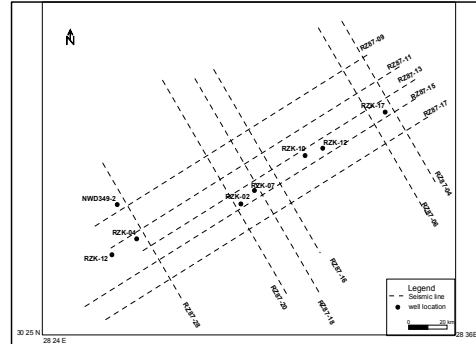 N
RZ87-09
RZ87-11
RZ87-13
RZ87-15
RZ87-17
RZK-17
RZK-10
RZK-12
RZK-07
RZK-02
NWD349-2
RZK-04
RZK-12
RZ87-04
RZ87-06
RZ87-16
RZ87-20
RZ87-18
RZ87-28
Legend
Seismic line
well location
0 20 km
30 25 N
28 24 E
28 36E